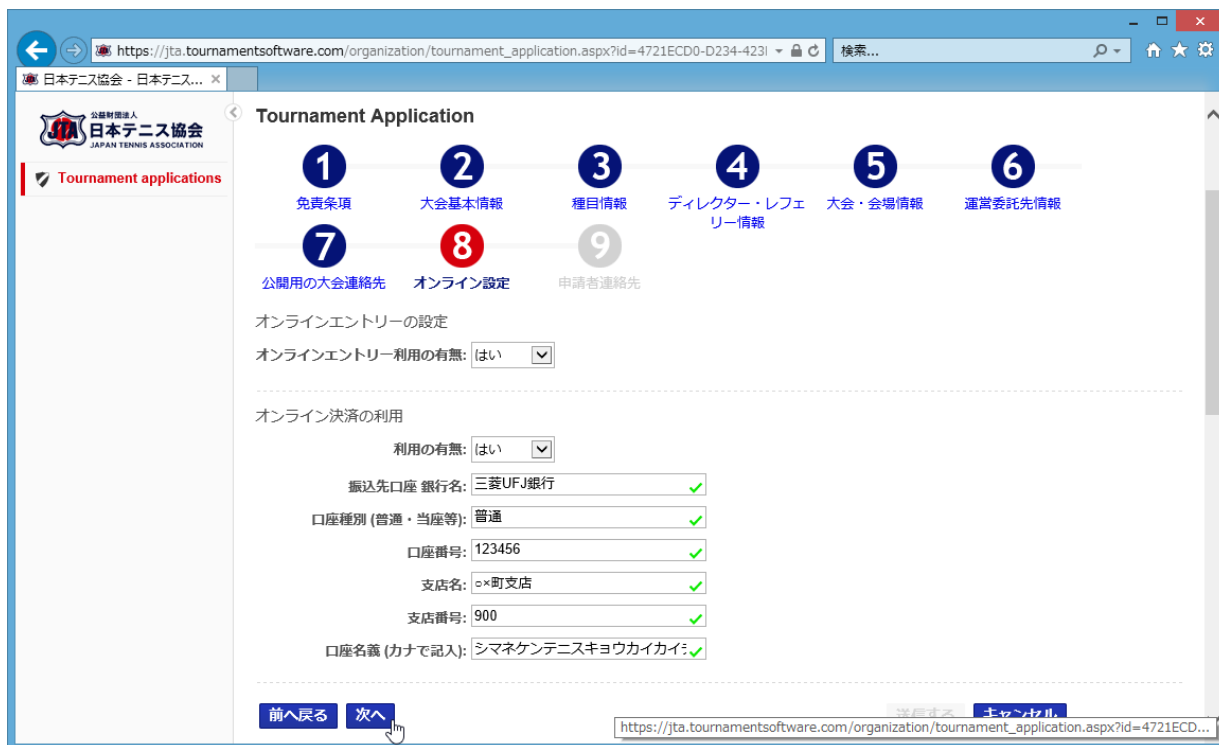 https://jta.tournamentsoftware.com/organization/tournament_application.aspx?id=4721ECD0-D234-423
検索...
日本テニス協会 - 日本テニス...
公益財団法人
JTA
日本テニス協会
JAPAN TENNIS ASSOCIATION
Tournament applications
Tournament Application
1 2 3 4 5 6
免責条項 大会基本情報 種目情報 ディレクター・レフェ 大会・会場情報 運営委託先情報
リー情報
7 8 9
公開用の大会連絡先 オンライン設定 申請者連絡先
オンラインエントリーの設定
オンラインエントリー利用の有無: はい
オンライン決済の利用
利用の有無: はい
振込先口座 銀行名: 三菱UFJ銀行
口座種別 (普通・当座等): 普通
口座番号: 123456
支店名: ○×町支店
支店番号: 900
口座名義 (カナで記入): シマネケンテニスキョウカイカイ
前へ戻る 次へ 送信する キャンセル
https://jta.tournamentsoftware.com/organization/tournament_application.aspx?id=4721ECD...